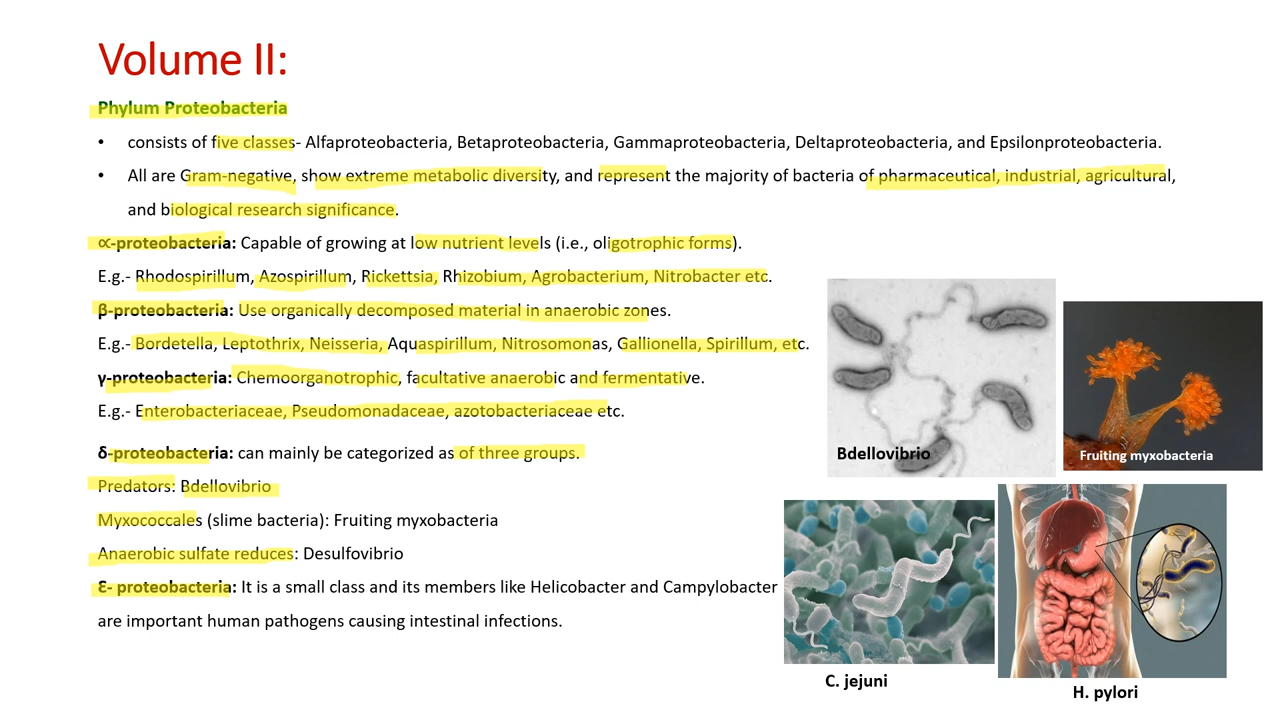 Volume II:
Phylum Proteobacteria
• consists of five classes- Alfaproteobacteria, Betaproteobacteria, Gammaproteobacteria, Deltaproteobacteria, and Epsilonproteobacteria.
• All are Gram-negative, show extreme metabolic diversity, and represent the majority of bacteria of pharmaceutical, industrial, agricultural,
and biological research significance.
∝-proteobacteria: Capable of growing at low nutrient levels (i.e., oligotrophic forms).
E.g.- Rhodospirillum, Azospirillum, Rickettsia, Rhizobium, Agrobacterium, Nitrobacter etc.
β-proteobacteria: Use organically decomposed material in anaerobic zones.
E.g.- Bordetella, Leptothrix, Neisseria, Aquaspirillum, Nitrosomonas, Gallionella, Spirillum, etc.
γ-proteobacteria: Chemoorganotrophic, facultative anaerobic and fermentative.
E.g.- Enterobacteriaceae, Pseudomonadaceae, azotobacteriaceae etc.
δ-proteobacteria: can mainly be categorized as of three groups.
Predators: Bdellovibrio
Myxococcales (slime bacteria): Fruiting myxobacteria
Anaerobic sulfate reduces: Desulfovibrio
Ɛ- proteobacteria: It is a small class and its members like Helicobacter and Campylobacter
are important human pathogens causing intestinal infections.
Bdellovibrio
Fruiting myxobacteria
C. jejuni
H. pylori